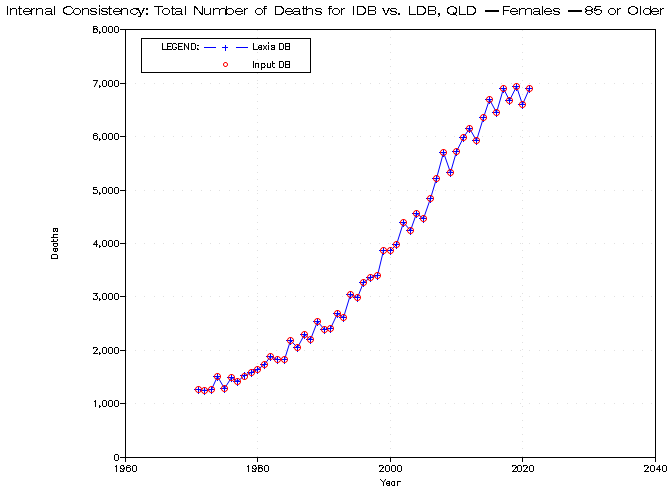 Internal Consistency: Total Number of Deaths for IDB vs. LDB, QLD —Females —85 or Older
LEGEND: Lexis DB
Input DB
8,000
7,000
6,000
5,000
4,000
3,000
2,000
1,000
0
Deaths
1960 1980 2000 2020 2040
Year